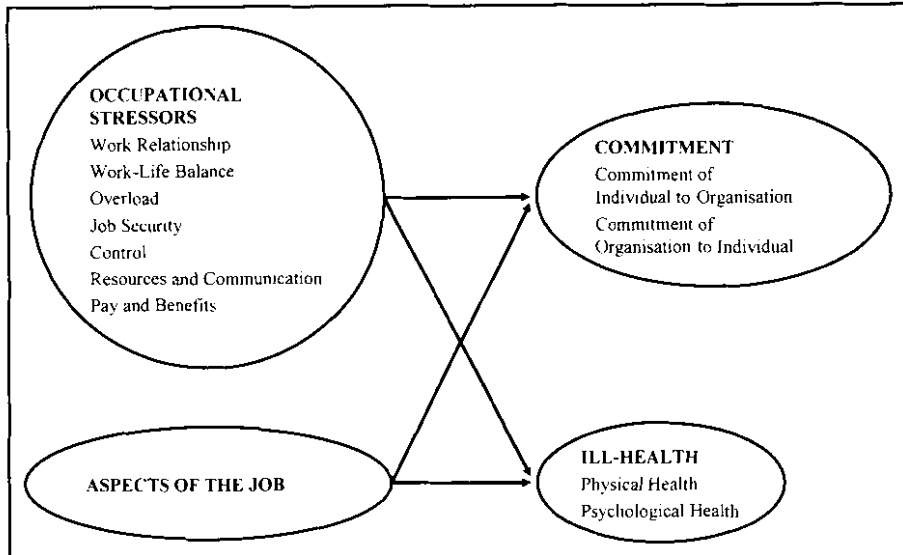 OCCUPATIONAL
STRESSORS
Work Relationship
Work-Life Balance
Overload
Job Security
Control
Resources and Communication
Pay and Benefits
COMMITMENT
Commitment of
Individual to Organisation
Commitment of
Organisation to Individual
ASPECTS OF THE JOB
ILL-HEALTH
Physical Health
Psychological Health